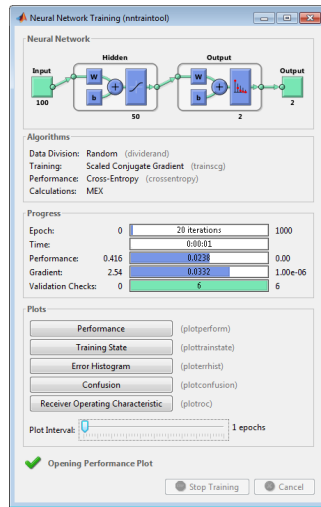 Neural Network Training (nntraintool)
Neural Network
Hidden
Output
Input
Output
W
W
b
b
100
2
50
2
Algorithms
Data Division: Random (dividerand)
Training: Scaled Conjugate Gradient (trainscg)
Performance: Cross-Entropy (crossentropy)
Calculations: MEX
Progress
Epoch: 0 20 iterations 1000
Time: 0:00:01
Performance: 0.416 0.0238 0.00
Gradient: 2.54 0.0332 1.00e-06
Validation Checks: 0 6 6
Plots
Performance (plotperform)
Training State (plottrainstate)
Error Histogram (ploterrhist)
Confusion (plotconfusion)
Receiver Operating Characteristic (plotroc)
Plot Interval: 1 epochs
Opening Performance Plot
Stop Training Cancel